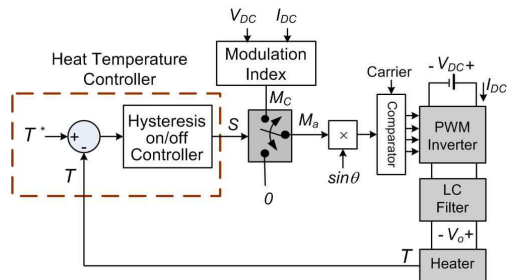 V_DC I_DC
Heat Temperature
Controller
Modulation
Index
Carrier
- V_DC +
I_DC
M_C
T* + -
Hysteresis
on/off
Controller
S
M_a
×
Comparator
PWM
Inverter
T
0
sinθ
LC
Filter
- V_o +
T
Heater